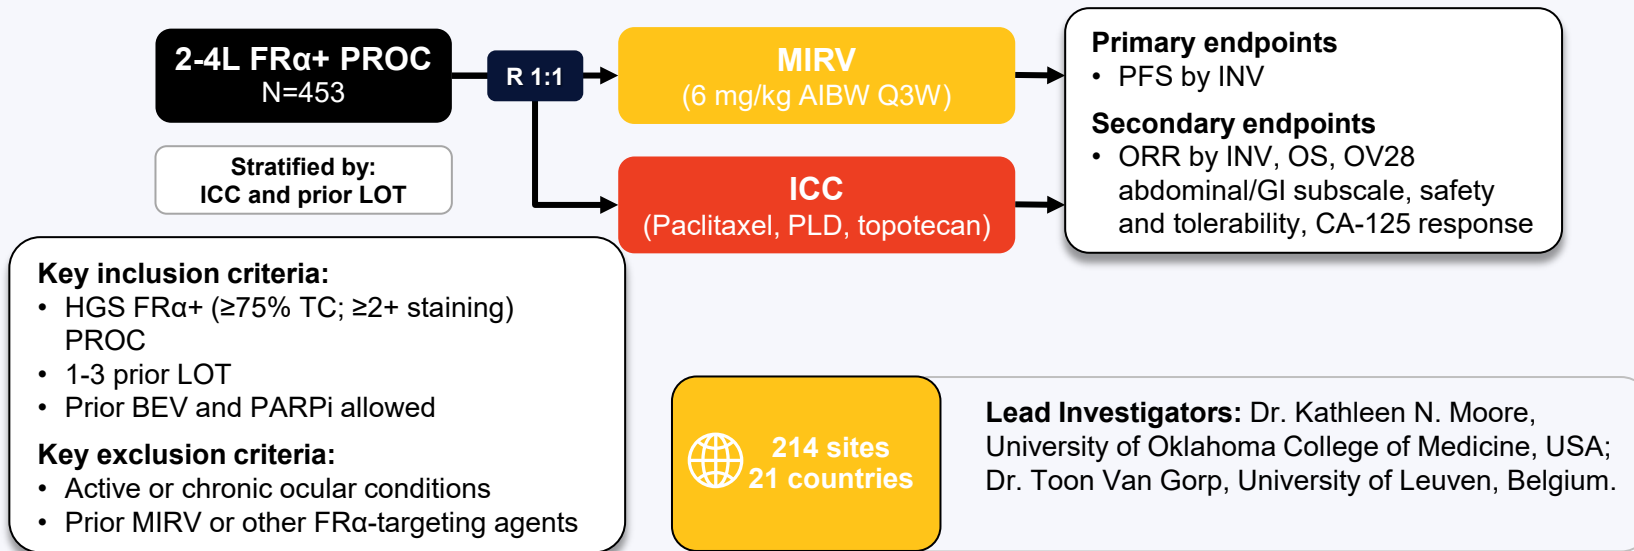 2-4L FRα+ PROC
N=453
R 1:1
MIRV
(6 mg/kg AIBW Q3W)
ICC
(Paclitaxel, PLD, topotecan)
Primary endpoints
• PFS by INV
Secondary endpoints
• ORR by INV, OS, OV28
abdominal/GI subscale, safety
and tolerability, CA-125 response
Stratified by:
ICC and prior LOT
Key inclusion criteria:
• HGS FRα+ (≥75% TC; ≥2+ staining)
PROC
• 1-3 prior LOT
• Prior BEV and PARPi allowed
Key exclusion criteria:
• Active or chronic ocular conditions
• Prior MIRV or other FRα-targeting agents
214 sites
21 countries
Lead Investigators: Dr. Kathleen N. Moore,
University of Oklahoma College of Medicine, USA;
Dr. Toon Van Gorp, University of Leuven, Belgium.